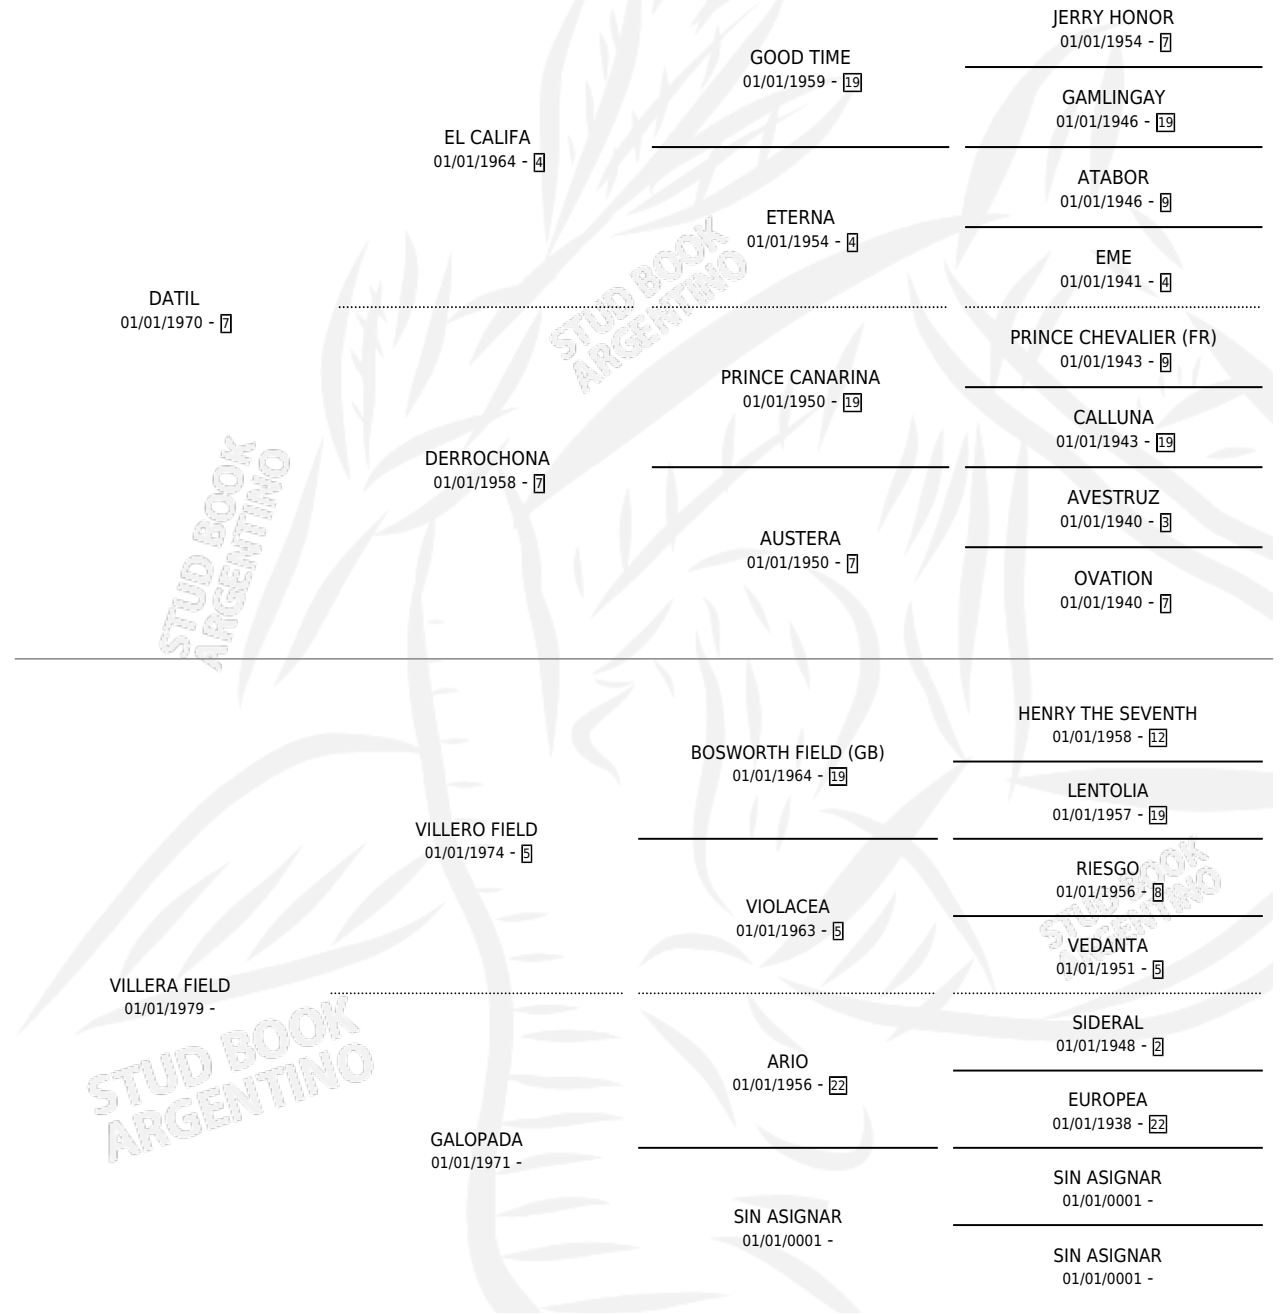 JERRY HONOR
01/01/1954 - 7
GOOD TIME
01/01/1959 - 19
GAMLINGAY
01/01/1946 - 19
EL CALIFA
01/01/1964 - 4
ATABOR
01/01/1946 - 9
ETERNA
01/01/1954 - 4
EME
01/01/1941 - 4
DATIL
01/01/1970 - 7
PRINCE CHEVALIER (FR)
01/01/1943 - 9
PRINCE CANARINA
01/01/1950 - 19
CALLUNA
01/01/1943 - 19
DERROCHONA
01/01/1958 - 7
AVESTRUZ
01/01/1940 - 3
AUSTERA
01/01/1950 - 7
OVATION
01/01/1940 - 7
STUD BOOK
ARGENTINO
STUD BOOK
ARGENTINO
HENRY THE SEVENTH
01/01/1958 - 12
BOSWORTH FIELD (GB)
01/01/1964 - 19
LENTOLIA
01/01/1957 - 19
VILLERO FIELD
01/01/1974 - 5
RIESGO
01/01/1956 - 8
VIOLACEA
01/01/1963 - 5
VEDANTA
01/01/1951 - 5
VILLERA FIELD
01/01/1979 -
SIDERAL
01/01/1948 - 2
ARIO
01/01/1956 - 22
EUROPEA
01/01/1938 - 22
GALOPADA
01/01/1971 -
SIN ASIGNAR
01/01/0001 -
SIN ASIGNAR
01/01/0001 -
SIN ASIGNAR
01/01/0001 -
STUD BOOK
ARGENTINO
STUD BOOK
ARGENTINO